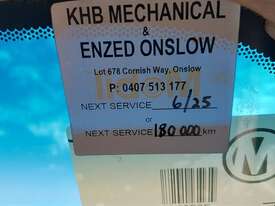 KHB MECHANICAL
&
ENZED ONSLOW
Lot 678 Cornish Way, Onslow
P: 0407 513 177
NEXT SERVICE 6/25
or
NEXT SERVICE 180 000 km
M